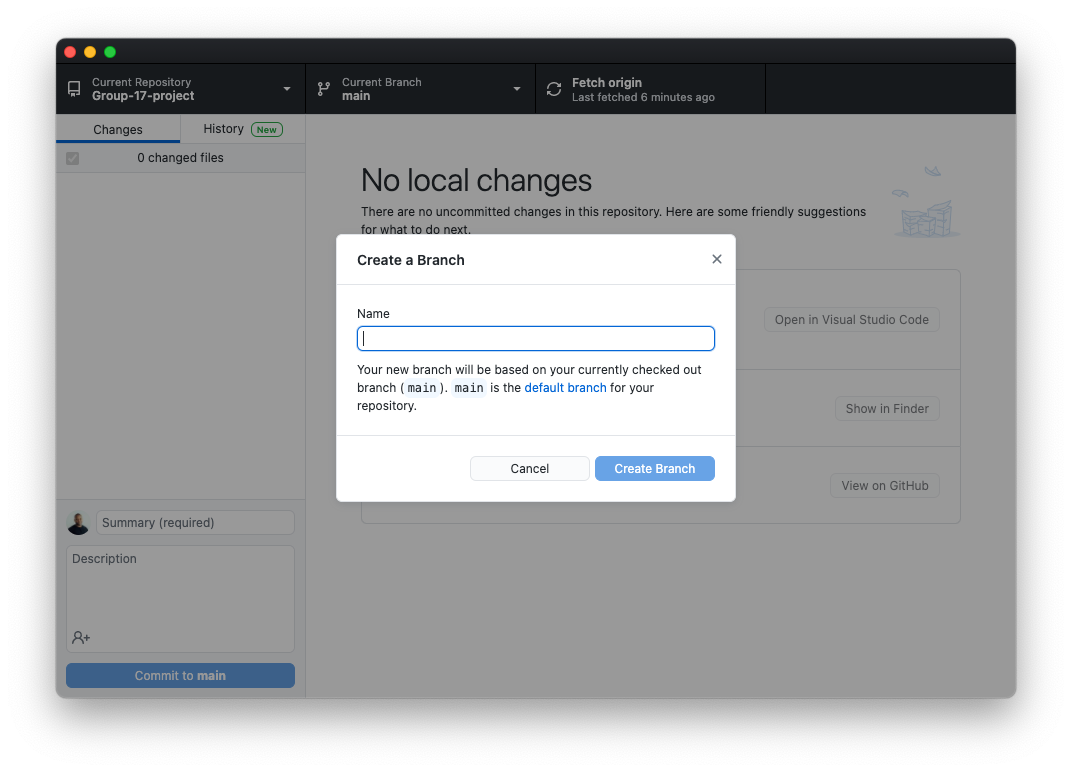 Current Repository
Group-17-project
Current Branch
main
Fetch origin
Last fetched 6 minutes ago
Changes
History New
0 changed files
No local changes
There are no uncommitted changes in this repository. Here are some friendly suggestions
for what to do next.
Create a Branch
Name
Your new branch will be based on your currently checked out
branch (main). main is the default branch for your
repository.
Cancel
Create Branch
Open in Visual Studio Code
Show in Finder
View on GitHub
Summary (required)
Description
Commit to main